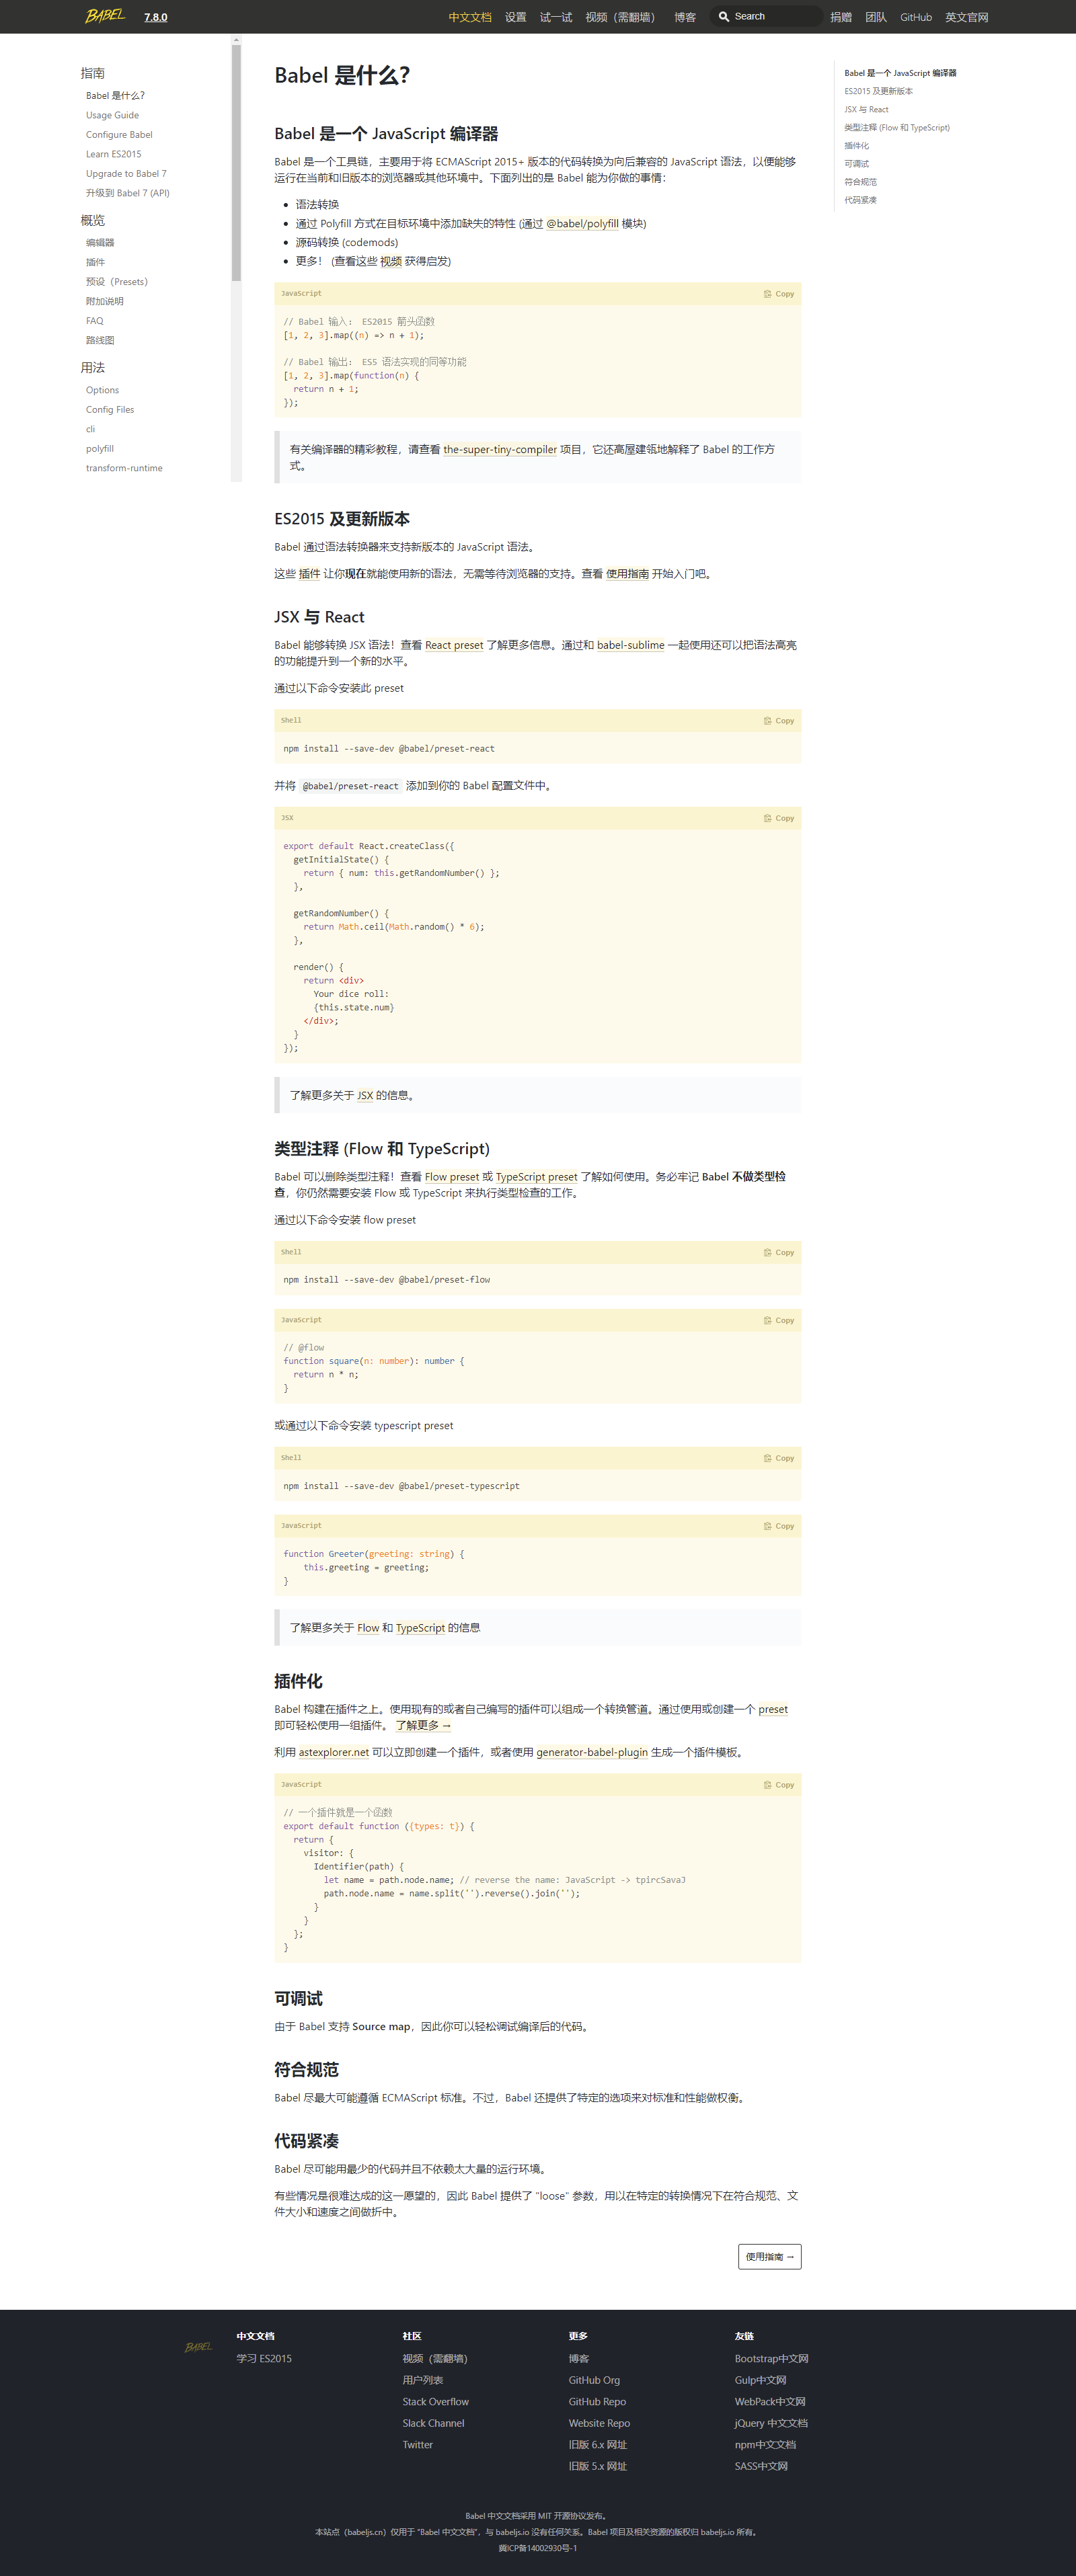 BABEL 7.8.0 中文文档 设置 试一试 视频（需翻墙） 博客 Search 捐赠 团队 GitHub 英文官网
指南
Babel 是什么？
Usage Guide
Configure Babel
Learn ES2015
Upgrade to Babel 7
升级到 Babel 7 (API)
概览
编辑器
插件
预设（Presets）
附加说明
FAQ
路线图
用法
Options
Config Files
cli
polyfill
transform-runtime
Babel 是什么？
Babel 是一个 JavaScript 编译器
Babel 是一个工具链，主要用于将 ECMAScript 2015+ 版本的代码转换为向后兼容的 JavaScript 语法，以便能够
运行在当前和旧版本的浏览器或其他环境中。下面列出的是 Babel 能为你做的事情：
语法转换
通过 Polyfill 方式在目标环境中添加缺失的特性 (通过 @babel/polyfill 模块)
源码转换 (codemods)
更多！ (查看这些 视频 获得启发)
JavaScript Copy
// Babel 输入： ES2015 箭头函数
[1, 2, 3].map((n) => n + 1);
// Babel 输出： ES5 语法实现的同等功能
[1, 2, 3].map(function(n) {
return n + 1;
});
有关编译器的精彩教程，请查看 the-super-tiny-compiler 项目，它还高屋建瓴地解释了 Babel 的工作方
式。
ES2015 及更新版本
Babel 通过语法转换器来支持新版本的 JavaScript 语法。
这些 插件 让你现在就能使用新的语法，无需等待浏览器的支持。查看 使用指南 开始入门吧。
JSX 与 React
Babel 能够转换 JSX 语法！查看 React preset 了解更多信息。通过和 babel-sublime 一起使用还可以把语法高亮
的功能提升到一个新的水平。
通过以下命令安装此 preset
Shell Copy
npm install --save-dev @babel/preset-react
并将 @babel/preset-react 添加到你的 Babel 配置文件中。
JSX Copy
export default React.createClass({
getInitialState() {
return { num: this.getRandomNumber() };
},
getRandomNumber() {
return Math.ceil(Math.random() * 6);
},
render() {
return <div>
Your dice roll:
{this.state.num}
</div>;
}
});
了解更多关于 JSX 的信息。
类型注释 (Flow 和 TypeScript)
Babel 可以删除类型注释！查看 Flow preset 或 TypeScript preset 了解如何使用。务必牢记 Babel 不做类型检
查，你仍然需要安装 Flow 或 TypeScript 来执行类型检查的工作。
通过以下命令安装 flow preset
Shell Copy
npm install --save-dev @babel/preset-flow
JavaScript Copy
// @flow
function square(n: number): number {
return n * n;
}
或通过以下命令安装 typescript preset
Shell Copy
npm install --save-dev @babel/preset-typescript
JavaScript Copy
function Greeter(greeting: string) {
this.greeting = greeting;
}
了解更多关于 Flow 和 TypeScript 的信息
插件化
Babel 构建在插件之上。使用现有的或者自己编写的插件可以组成一个转换管道。通过使用或创建一个 preset
即可轻松使用一组插件。 了解更多 →
利用 astexplorer.net 可以立即创建一个插件，或者使用 generator-babel-plugin 生成一个插件模板。
JavaScript Copy
// 一个插件就是一个函数
export default function ({types: t}) {
return {
visitor: {
Identifier(path) {
let name = path.node.name; // reverse the name: JavaScript -> tpircSavaJ
path.node.name = name.split('').reverse().join('');
}
}
};
}
可调试
由于 Babel 支持 Source map，因此你可以轻松调试编译后的代码。
符合规范
Babel 尽最大可能遵循 ECMAScript 标准。不过，Babel 还提供了特定的选项来对标准和性能做权衡。
代码紧凑
Babel 尽可能用最少的代码并且不依赖太大量的运行环境。
有些情况是很难达成的这一愿望的，因此 Babel 提供了 "loose" 参数，用以在特定的转换情况下在符合规范、文
件大小和速度之间做折中。
使用指南 →
Babel 是一个 JavaScript 编译器
ES2015 及更新版本
JSX 与 React
类型注释 (Flow 和 TypeScript)
插件化
可调试
符合规范
代码紧凑
BABEL
中文文档
学习 ES2015
社区
视频（需翻墙）
用户列表
Stack Overflow
Slack Channel
Twitter
更多
博客
GitHub Org
GitHub Repo
Website Repo
旧版 6.x 网址
旧版 5.x 网址
友链
Bootstrap中文网
Gulp中文网
WebPack中文网
jQuery 中文文档
npm中文文档
SASS中文网
Babel 中文文档采用 MIT 开源协议发布。
本站点（babeljs.cn）仅用于 "Babel 中文文档"，与 babeljs.io 没有任何关系。Babel 项目及相关资源的版权归 babeljs.io 所有。
冀ICP备14002930号-1